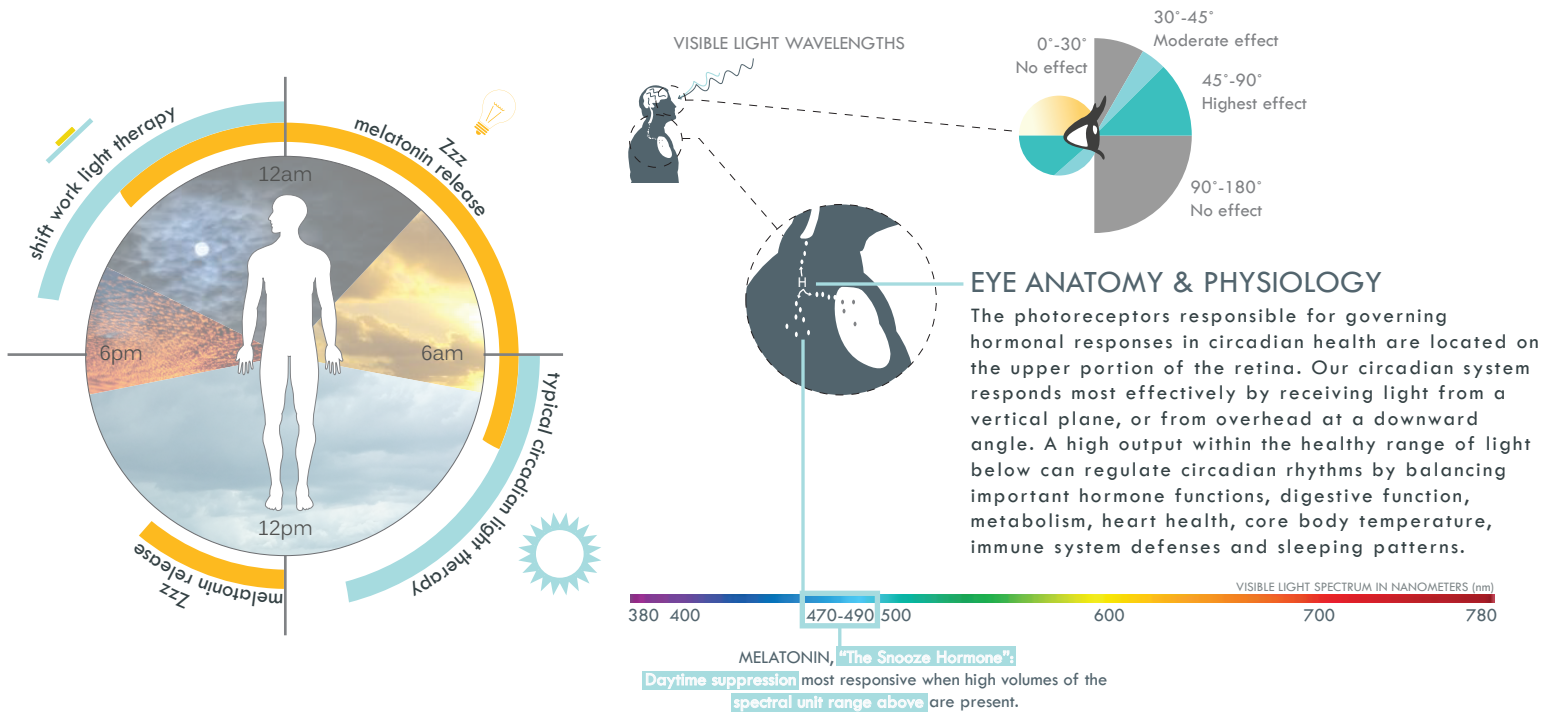 shift work light therapy
12am
melatonin release
Zzz
6pm
6am
typical circadian light therapy
12pm
melatonin release
Zzz
VISIBLE LIGHT WAVELENGTHS
0°-30°
No effect
30°-45°
Moderate effect
45°-90°
Highest effect
90°-180°
No effect
H
EYE ANATOMY & PHYSIOLOGY
The photoreceptors responsible for governing
hormonal responses in circadian health are located on
the upper portion of the retina. Our circadian system
responds most effectively by receiving light from a
vertical plane, or from overhead at a downward
angle. A high output within the healthy range of light
below can regulate circadian rhythms by balancing
important hormone functions, digestive function,
metabolism, heart health, core body temperature,
immune system defenses and sleeping patterns.
VISIBLE LIGHT SPECTRUM IN NANOMETERS (nm)
380 400 470-490 500 600 700 780
MELATONIN, “The Snooze Hormone”:
Daytime suppression most responsive when high volumes of the
spectral unit range above are present.